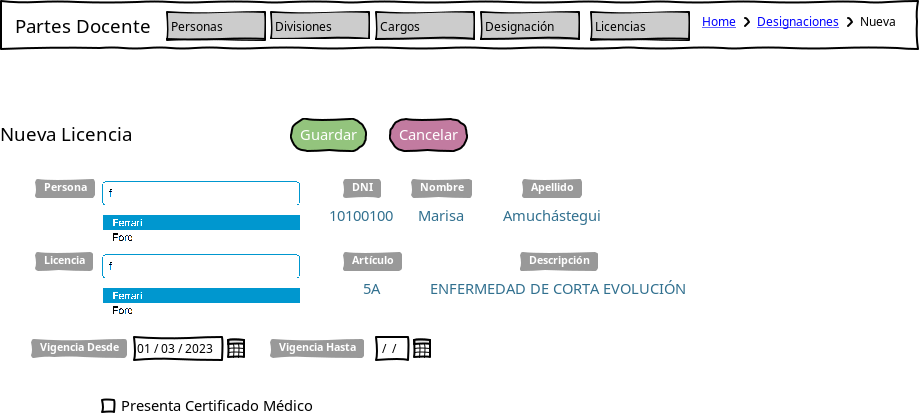 Partes Docente Personas Divisiones Cargos Designación Licencias Home Designaciones Nueva
Nueva Licencia Guardar Cancelar
Persona f DNI Nombre Apellido
10100100 Marisa Amuchástegui
Ferrari
Ford
Licencia f Artículo Descripción
5A ENFERMEDAD DE CORTA EVOLUCIÓN
Ferrari
Ford
Vigencia Desde 01 / 03 / 2023 Vigencia Hasta / /
Presenta Certificado Médico